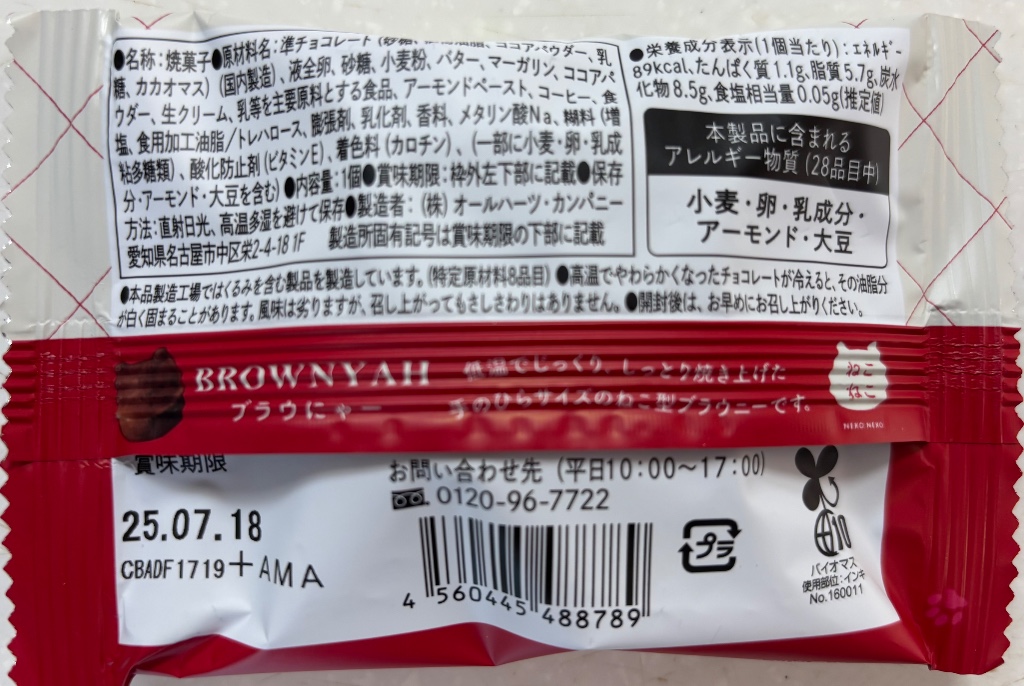 ●名称：焼菓子●原材料名：準チョコレート（砂糖、ココアパウダー、乳
糖、カカオマス）（国内製造）、液全卵、砂糖、小麦粉、バター、マーガリン、ココアパ
ウダー、生クリーム、乳等を主要原料とする食品、アーモンドペースト、コーヒー、食
塩、食用加工油脂／トレハロース、膨張剤、乳化剤、香料、メタリン酸Na、糊料（増
粘多糖類）、酸化防止剤（ビタミンE）、着色料（カロチン）、（一部に小麦・卵・乳成
分・アーモンド・大豆を含む）●内容量：1個●賞味期限：枠外左下部に記載●保存
方法：直射日光、高温多湿を避けて保存●製造者：（株）オールハーツ・カンパニー
愛知県名古屋市中区栄2-4-18 1F 製造所固有記号は賞味期限の下部に記載
●栄養成分表示（1個当たり）：エネルギー
89kcal、たんぱく質1.1g、脂質5.7g、炭水
化物8.5g、食塩相当量0.05g（推定値）
本製品に含まれる
アレルギー物質（28品目中）
小麦・卵・乳成分・
アーモンド・大豆
●本品製造工場ではくるみを含む製品を製造しています。（特定原材料8品目）●高温でやわらかくなったチョコレートが冷えると、その油脂分
が白く固まることがあります。風味は劣りますが、召し上がってもさしさわりはありません。●開封後は、お早めにお召し上がりください。
BROWNYAH
ブラウにゃー
低温でじっくり、しっとり焼き上げた
手のひらサイズのねこ型ブラウニーです。
ねこ
ねこ
NEKO NEKO
賞味期限
25.07.18
CBADF1719+AMA
お問い合わせ先（平日10：00～17：00）
0120-96-7722
4 560445 488789
プラ
10
バイオマス
使用部位：インキ
No.160011